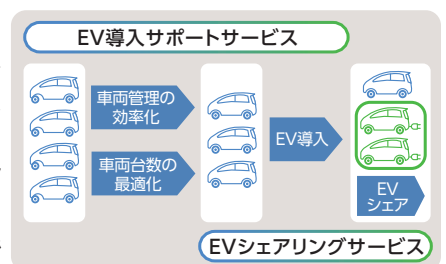 EV導入サポートサービス
車両管理の
効率化
車両台数の
最適化
EV導入
EV
シェア
EVシェアリングサービス